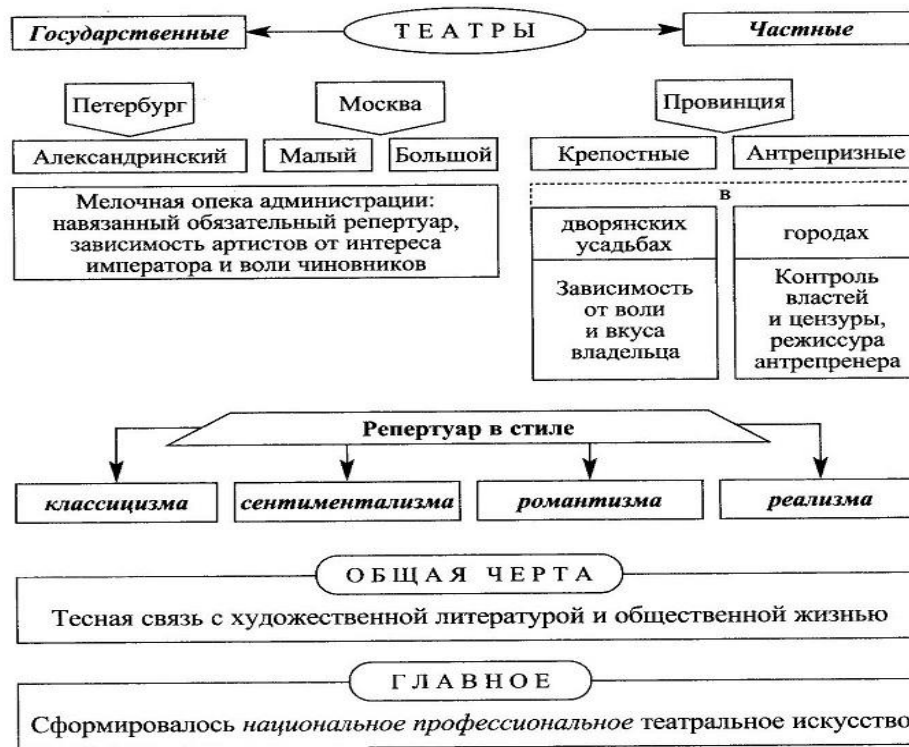 Государственные
ТЕАТРЫ
Частные
Петербург
Москва
Провинция
Александринский
Малый
Большой
Крепостные
Антрепризные
Мелочная опека администрации:
навязанный обязательный репертуар,
зависимость артистов от интереса
императора и воли чиновников
в
дворянских
усадьбах
Зависимость
от воли
и вкуса
владельца
городах
Контроль
властей
и цензуры,
режиссура
антрепренера
Репертуар в стиле
классицизма
сентиментализма
романтизма
реализма
ОБЩАЯ ЧЕРТА
Тесная связь с художественной литературой и общественной жизнью
ГЛАВНОЕ
Сформировалось национальное профессиональное театральное искусство